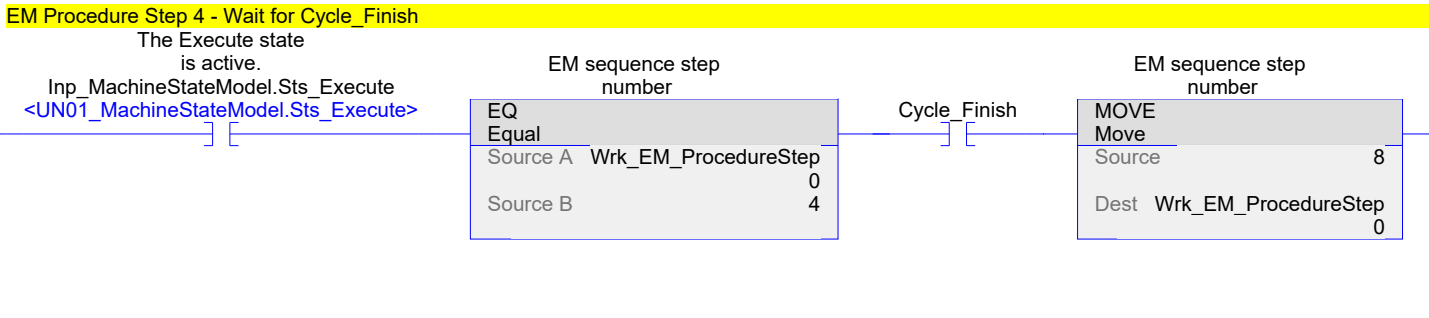 EM Procedure Step 4 - Wait for Cycle_Finish
The Execute state
is active.
Inp_MachineStateModel.Sts_Execute
<UN01_MachineStateModel.Sts_Execute>
EM sequence step
number
EQ
Equal
Source A Wrk_EM_ProcedureStep
0
Source B 4
Cycle_Finish
EM sequence step
number
MOVE
Move
Source 8
Dest Wrk_EM_ProcedureStep
0